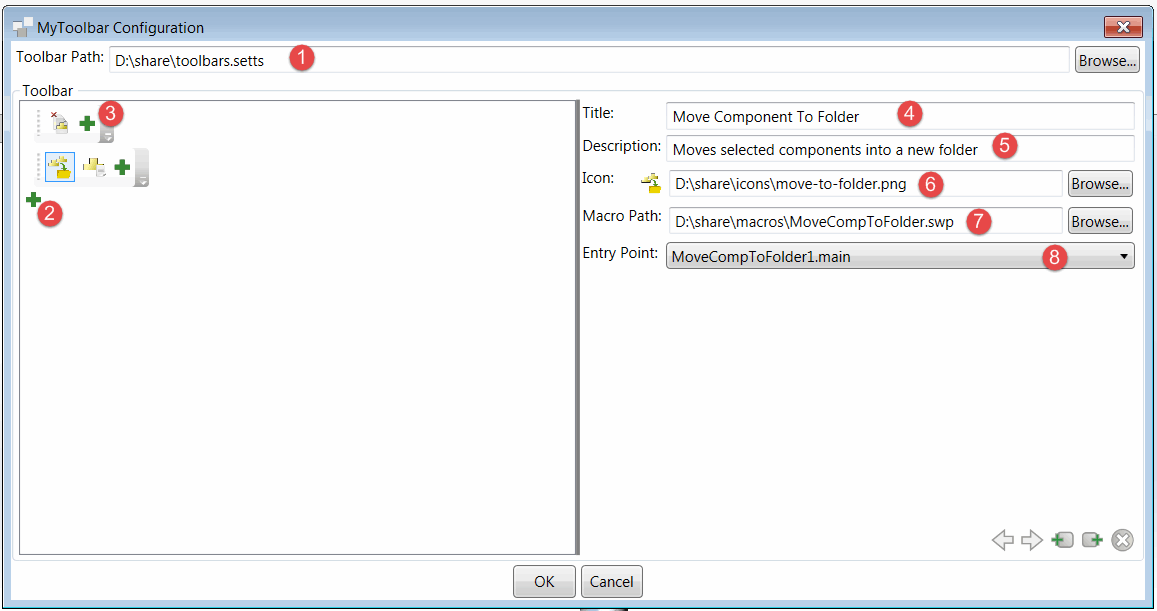 MyToolbar Configuration
Toolbar Path: D:\share\toolbars.setts 1 Browse...
Toolbar
3
2
Title: Move Component To Folder 4
Description: Moves selected components into a new folder 5
Icon: D:\share\icons\move-to-folder.png 6 Browse...
Macro Path: D:\share\macros\MoveCompToFolder.swp 7 Browse...
Entry Point: MoveCompToFolder1.main 8
OK Cancel